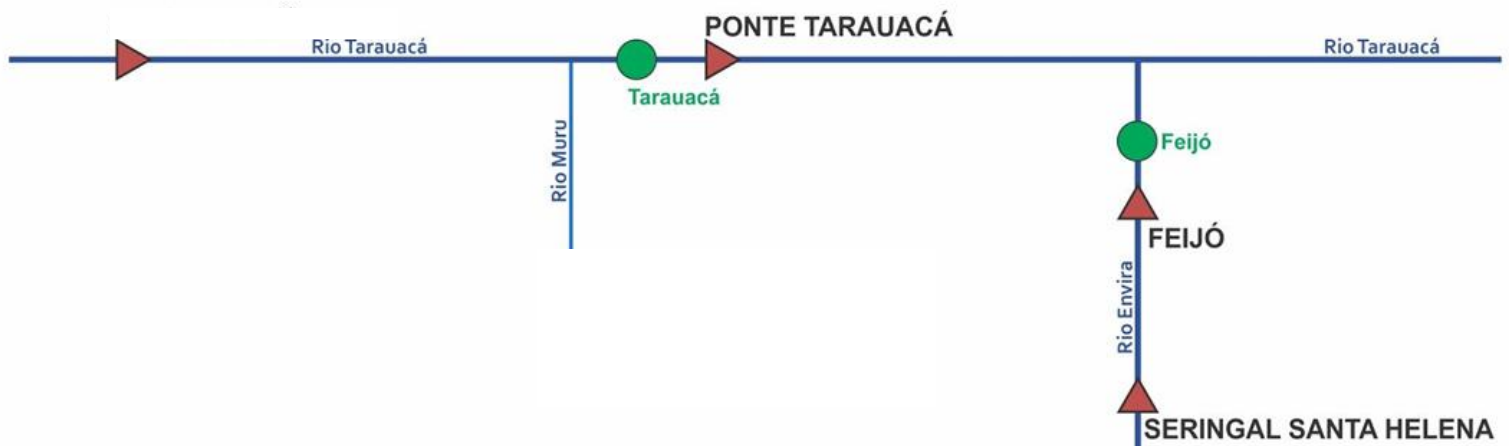 PONTE TARAUACÁ
Rio Tarauacá
Rio Tarauacá
Tarauacá
Rio Muru
Feijó
FEIJÓ
Rio Envira
SERINGAL SANTA HELENA